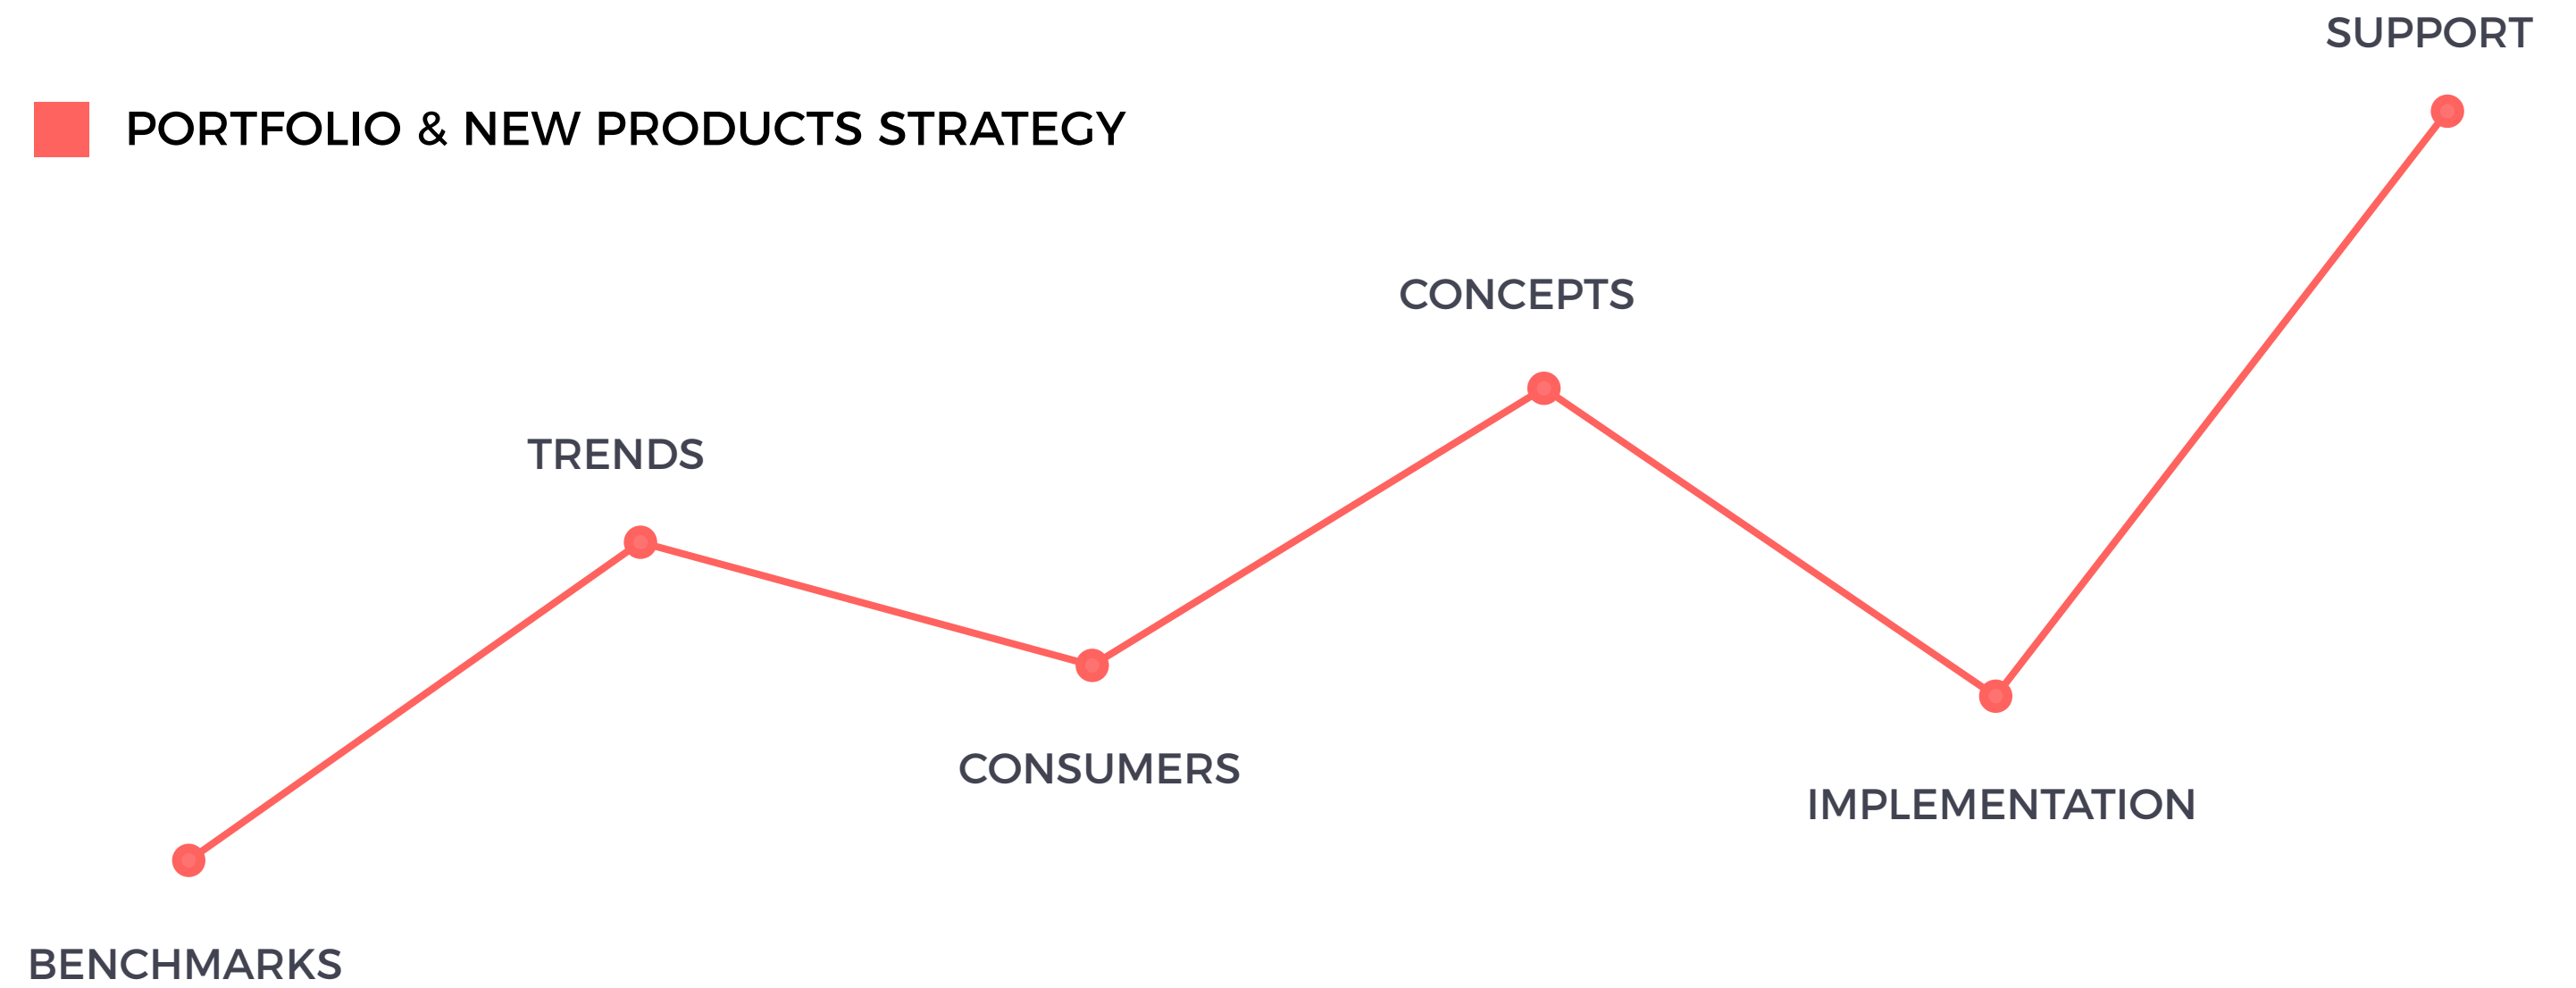 SUPPORT
PORTFOLIO & NEW PRODUCTS STRATEGY
CONCEPTS
TRENDS
CONSUMERS
IMPLEMENTATION
BENCHMARKS